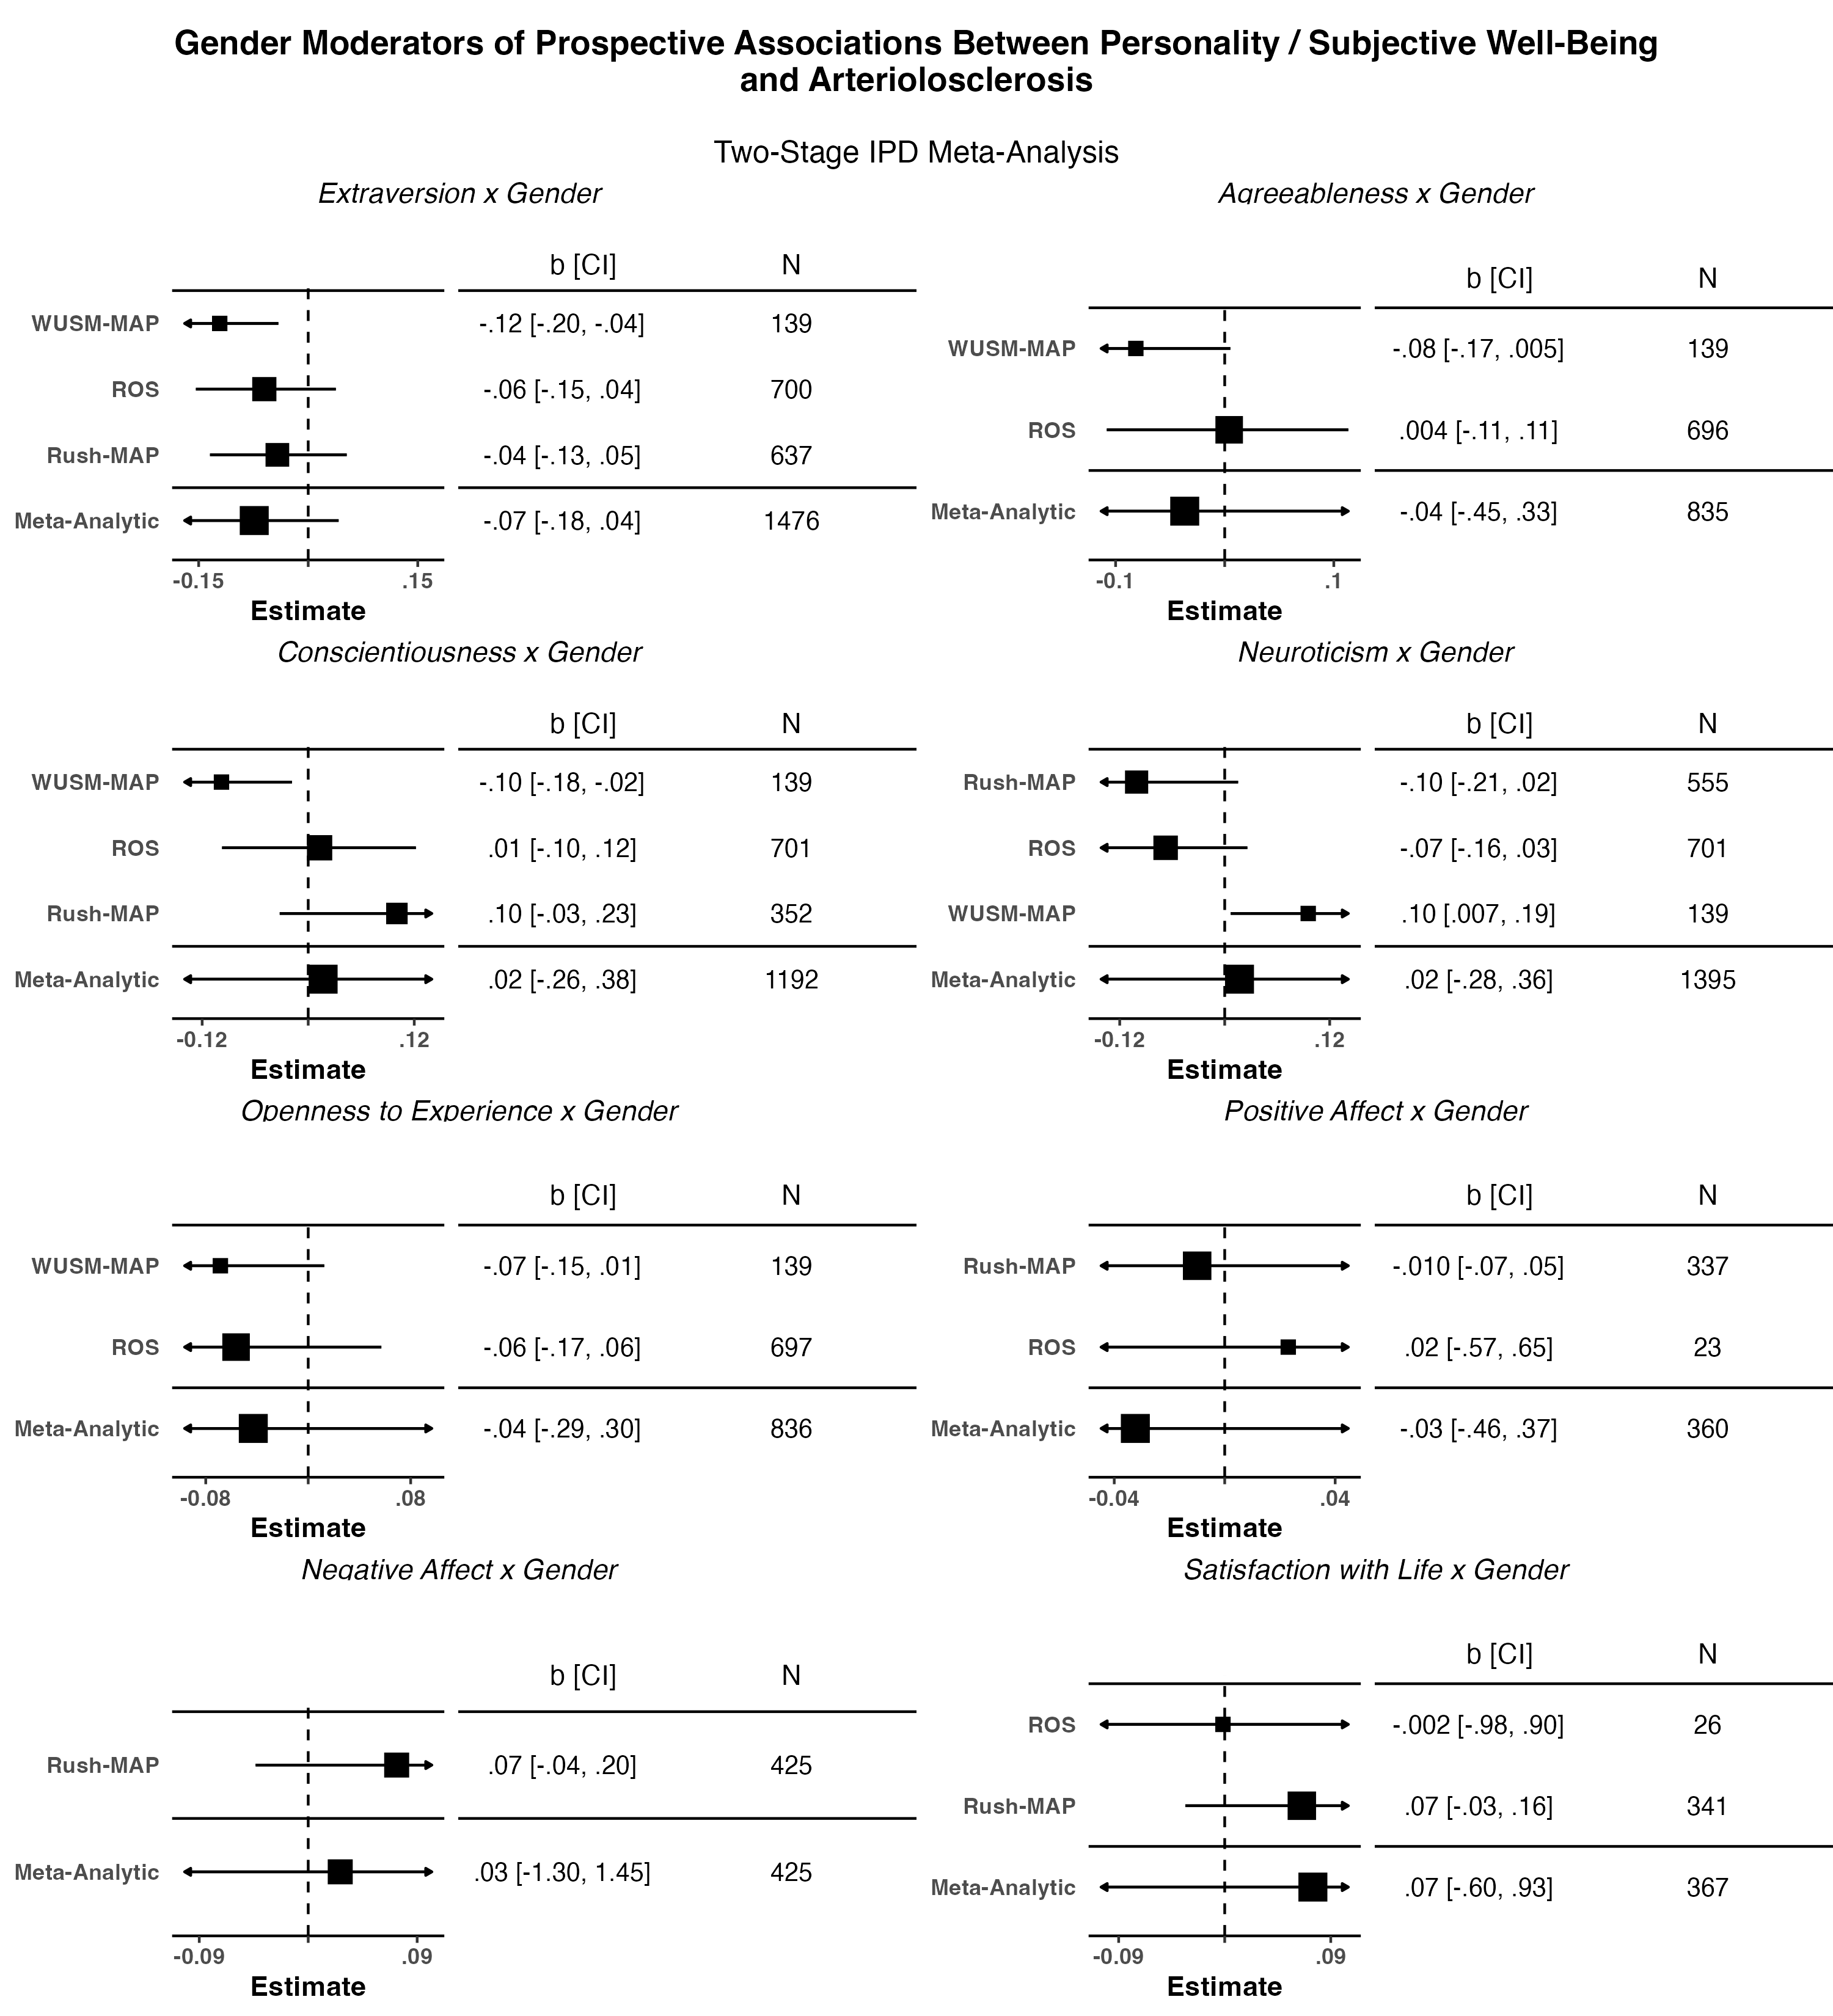 Gender Moderators of Prospective Associations Between Personality / Subjective Well-Being
and Arteriolosclerosis
Two-Stage IPD Meta-Analysis
Extraversion x Gender
b [CI] N
WUSM-MAP -.12 [-.20, -.04] 139
ROS -.06 [-.15, .04] 700
Rush-MAP -.04 [-.13, .05] 637
Meta-Analytic -.07 [-.18, .04] 1476
-0.15 .15
Estimate
Agreeableness x Gender
b [CI] N
WUSM-MAP -.08 [-.17, .005] 139
ROS .004 [-.11, .11] 696
Meta-Analytic -.04 [-.45, .33] 835
-0.1 .1
Estimate
Conscientiousness x Gender
b [CI] N
WUSM-MAP -.10 [-.18, -.02] 139
ROS .01 [-.10, .12] 701
Rush-MAP .10 [-.03, .23] 352
Meta-Analytic .02 [-.26, .38] 1192
-0.12 .12
Estimate
Neuroticism x Gender
b [CI] N
Rush-MAP -.10 [-.21, .02] 555
ROS -.07 [-.16, .03] 701
WUSM-MAP .10 [.007, .19] 139
Meta-Analytic .02 [-.28, .36] 1395
-0.12 .12
Estimate
Openness to Experience x Gender
b [CI] N
WUSM-MAP -.07 [-.15, .01] 139
ROS -.06 [-.17, .06] 697
Meta-Analytic -.04 [-.29, .30] 836
-0.08 .08
Estimate
Positive Affect x Gender
b [CI] N
Rush-MAP -.010 [-.07, .05] 337
ROS .02 [-.57, .65] 23
Meta-Analytic -.03 [-.46, .37] 360
-0.04 .04
Estimate
Negative Affect x Gender
b [CI] N
Rush-MAP .07 [-.04, .20] 425
Meta-Analytic .03 [-1.30, 1.45] 425
-0.09 .09
Estimate
Satisfaction with Life x Gender
b [CI] N
ROS -.002 [-.98, .90] 26
Rush-MAP .07 [-.03, .16] 341
Meta-Analytic .07 [-.60, .93] 367
-0.09 .09
Estimate